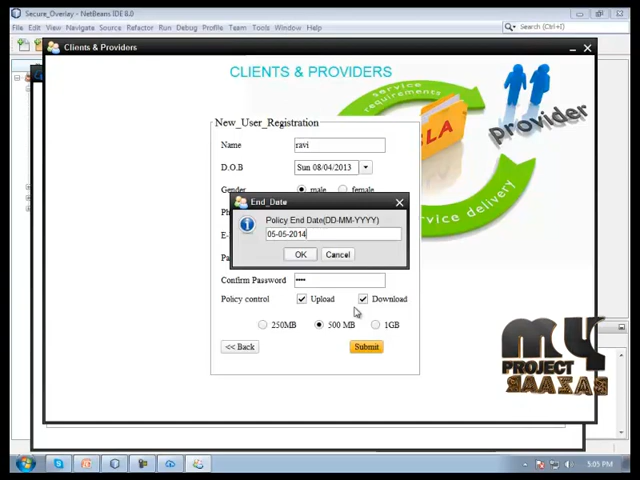 Secure_Overlay - NetBeans IDE 8.0
File Edit View Navigate Source Refactor Run Debug Profile Team Tools Window Help
Search (Ctrl+I)
Clients & Providers
CLIENTS & PROVIDERS
service
requirements
SLA
provider
service delivery
New_User_Registration
Name ravi
D.O.B Sun 08/04/2013
Gender male female
End_Date
Policy End Date(DD-MM-YYYY)
05-05-2014
OK Cancel
Confirm Password ****
Policy control Upload Download
250MB 500 MB 1GB
<< Back Submit
MY
PROJECT
BAZAAR
5:05 PM